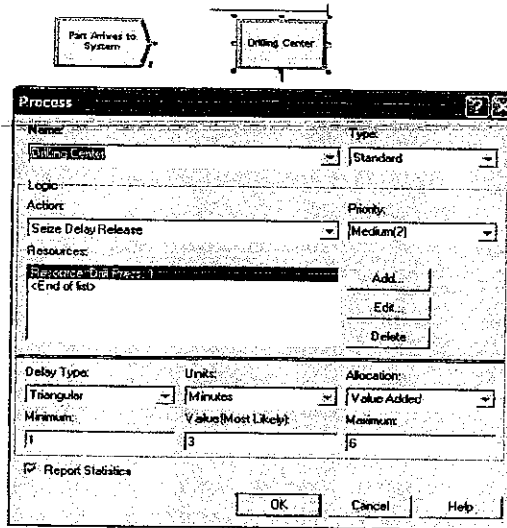 Part Arrives to
System
Drilling Center
Process
Name:
Type:
Drilling Center
Standard
Logic
Action:
Priority:
Seize Delay Release
Medium(2)
Resources:
Resource, Drill Press, 1
<End of list>
Add...
Edit...
Delete
Delay Type:
Units:
Allocation:
Triangular
Minutes
Value Added
Minimum:
Value (Most Likely):
Maximum:
1
3
6
Report Statistics
OK
Cancel
Help